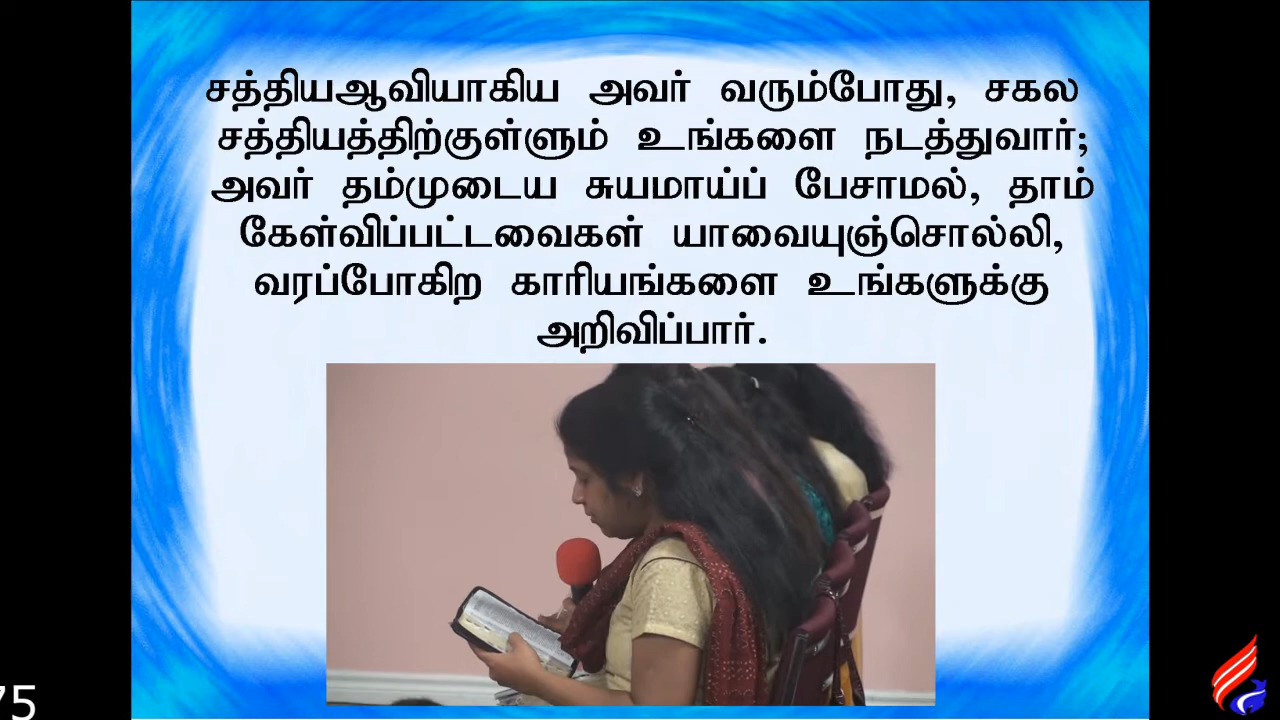 சத்தியஆவியாகிய அவர் வரும்போது, சகல
சத்தியத்திற்குள்ளும் உங்களை நடத்துவார்;
அவர் தம்முடைய சுயமாய்ப் பேசாமல், தாம்
கேள்விப்பட்டவைகள் யாவையுஞ்சொல்லி,
வரப்போகிற காரியங்களை உங்களுக்கு
அறிவிப்பார்.
75